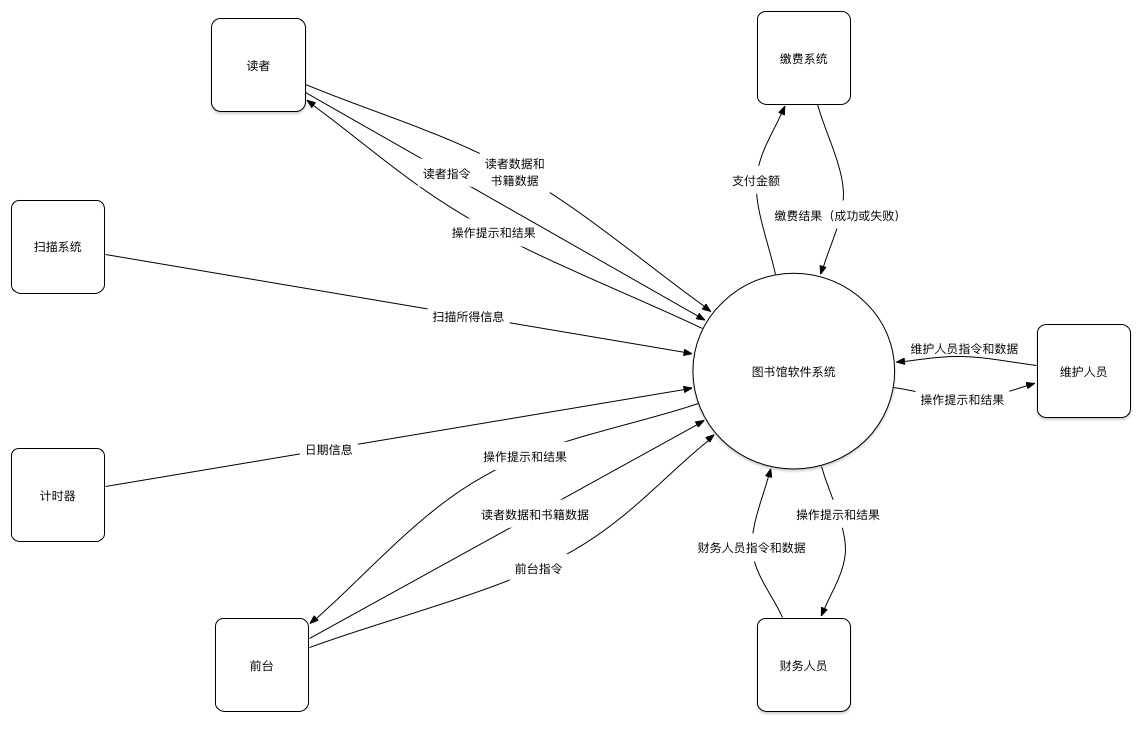 读者
缴费系统
读者数据和
书籍数据
读者指令
支付金额
缴费结果（成功或失败）
操作提示和结果
扫描系统
扫描所得信息
维护人员指令和数据
图书馆软件系统
维护人员
操作提示和结果
日期信息
操作提示和结果
计时器
读者数据和书籍数据
操作提示和结果
财务人员指令和数据
前台指令
前台
财务人员